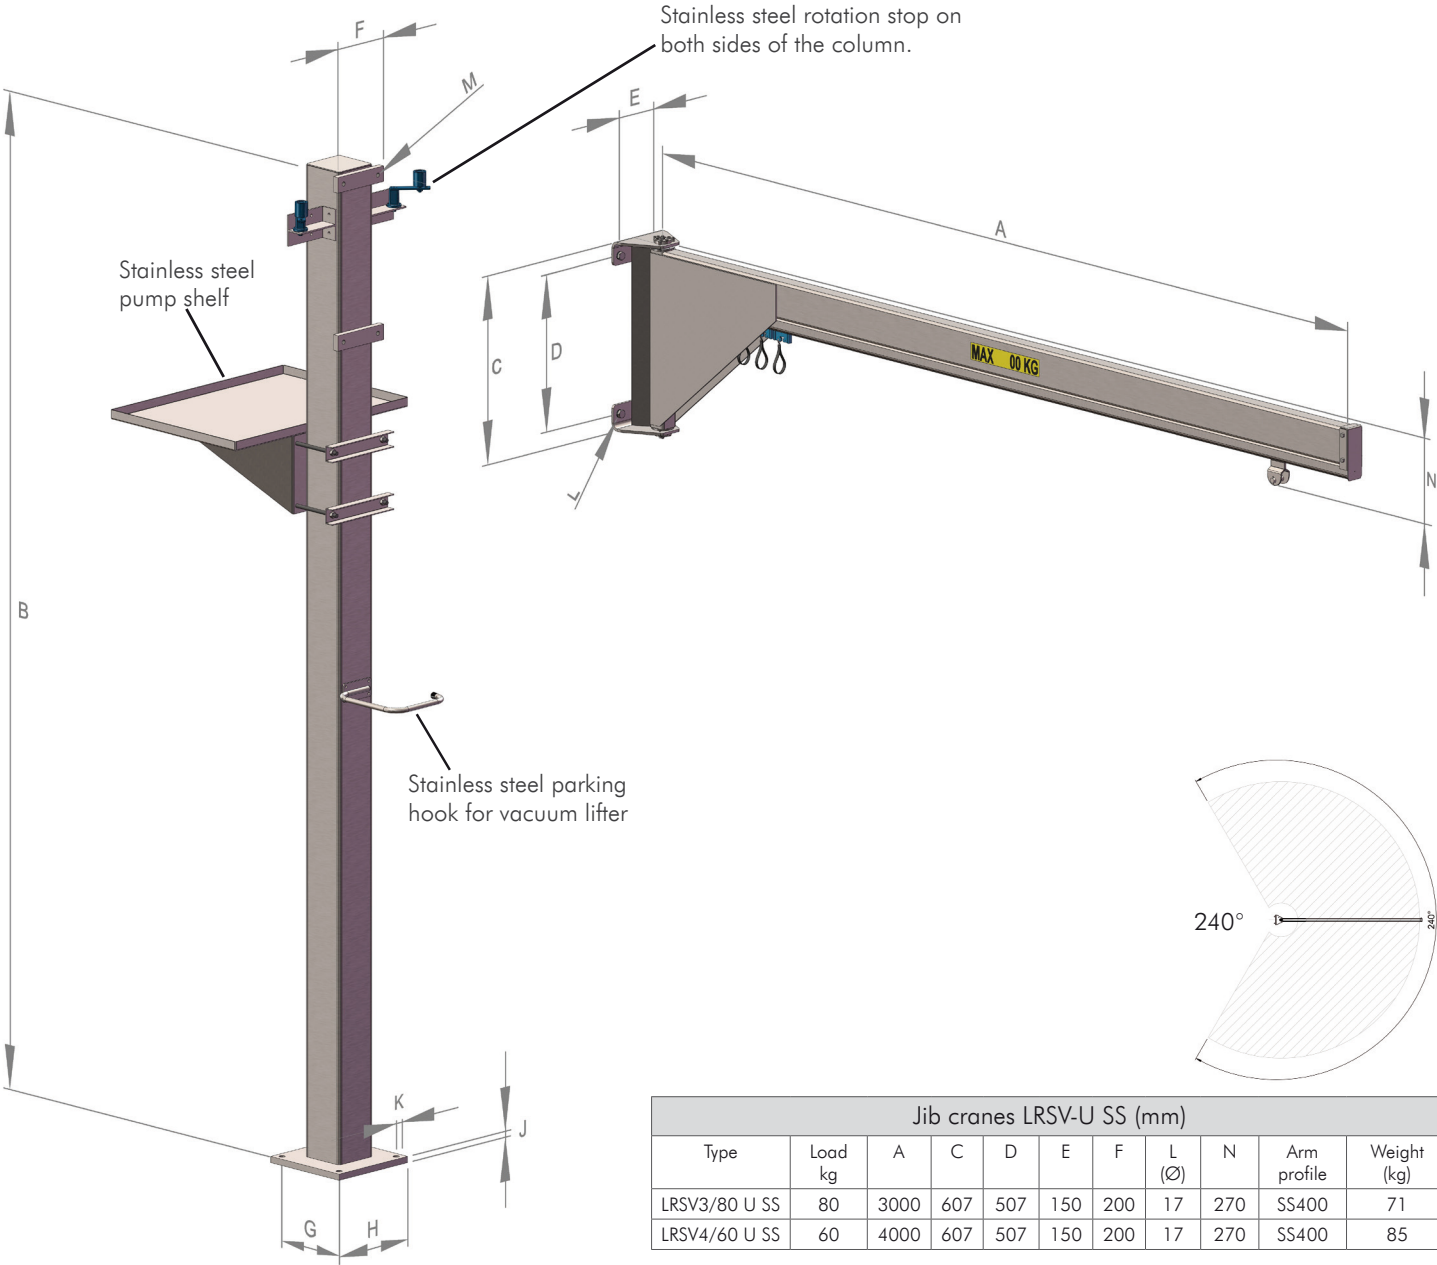 Stainless steel rotation stop on
both sides of the column.
F
M
E
A
Stainless steel
pump shelf
C
D
MAX 00 KG
L
N
B
Stainless steel parking
hook for vacuum lifter
240°
240°
K
J
G
H
Jib cranes LRSV-U SS (mm)
Type Load kg A C D E F L (Ø) N Arm profile Weight (kg)
LRSV3/80 U SS 80 3000 607 507 150 200 17 270 SS400 71
LRSV4/60 U SS 60 4000 607 507 150 200 17 270 SS400 85